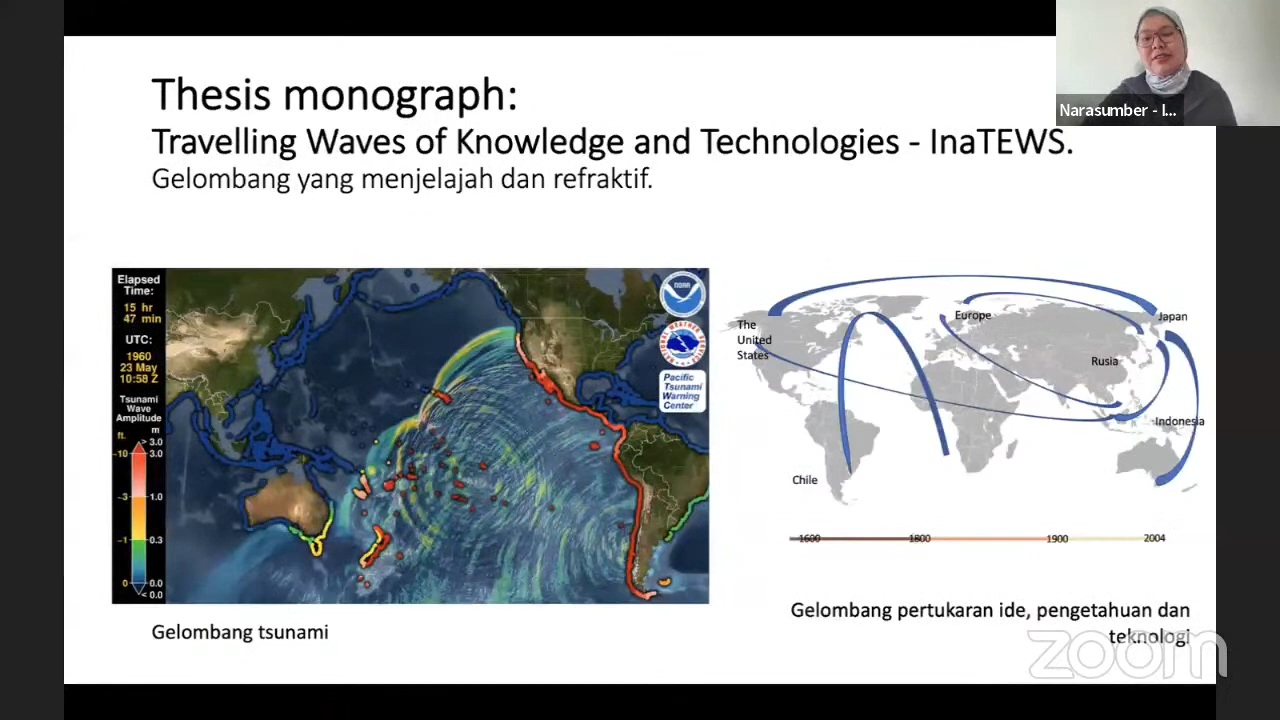 Thesis monograph:
Travelling Waves of Knowledge and Technologies - InaTEWS.
Gelombang yang menjelajah dan refraktif.
Narasumber - I...
Elapsed
Time:
15 hr
47 min
UTC:
1960
23 May
10:58 Z
Tsunami
Wave
Amplitude
ft. m
> 3.0
~10 3.0
~3 1.0
~1 0.3
0 0.0
< 0.0
NOAA
Pacific
Tsunami
Warning
Center
The
United
States
Europe
Japan
Rusia
Indonesia
Chile
1600 1800 1900 2004
Gelombang tsunami
Gelombang pertukaran ide, pengetahuan dan
teknologi
zoom